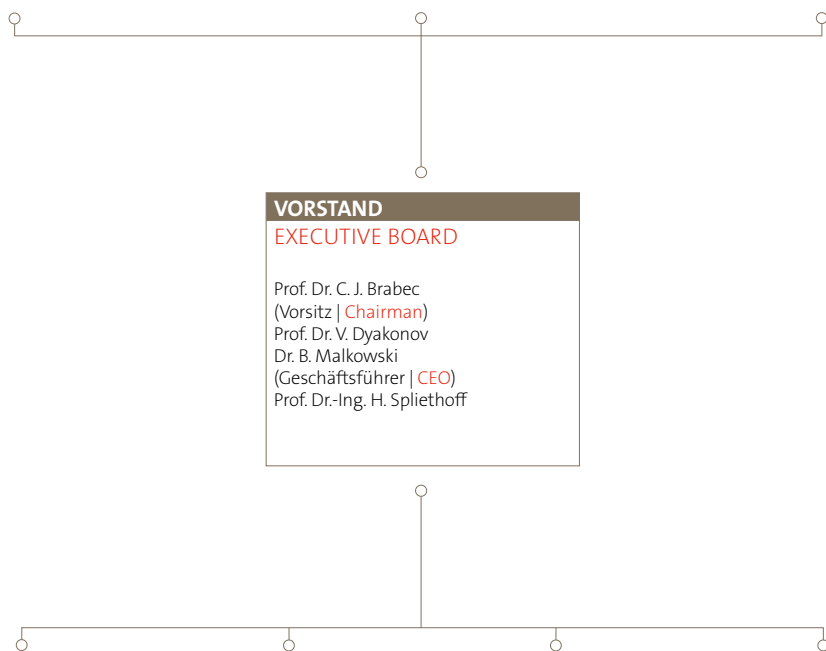 VORSTAND
EXECUTIVE BOARD
Prof. Dr. C. J. Brabec
(Vorsitz | Chairman)
Prof. Dr. V. Dyakonov
Dr. B. Malkowski
(Geschäftsführer | CEO)
Prof. Dr.-Ing. H. Spliethoff